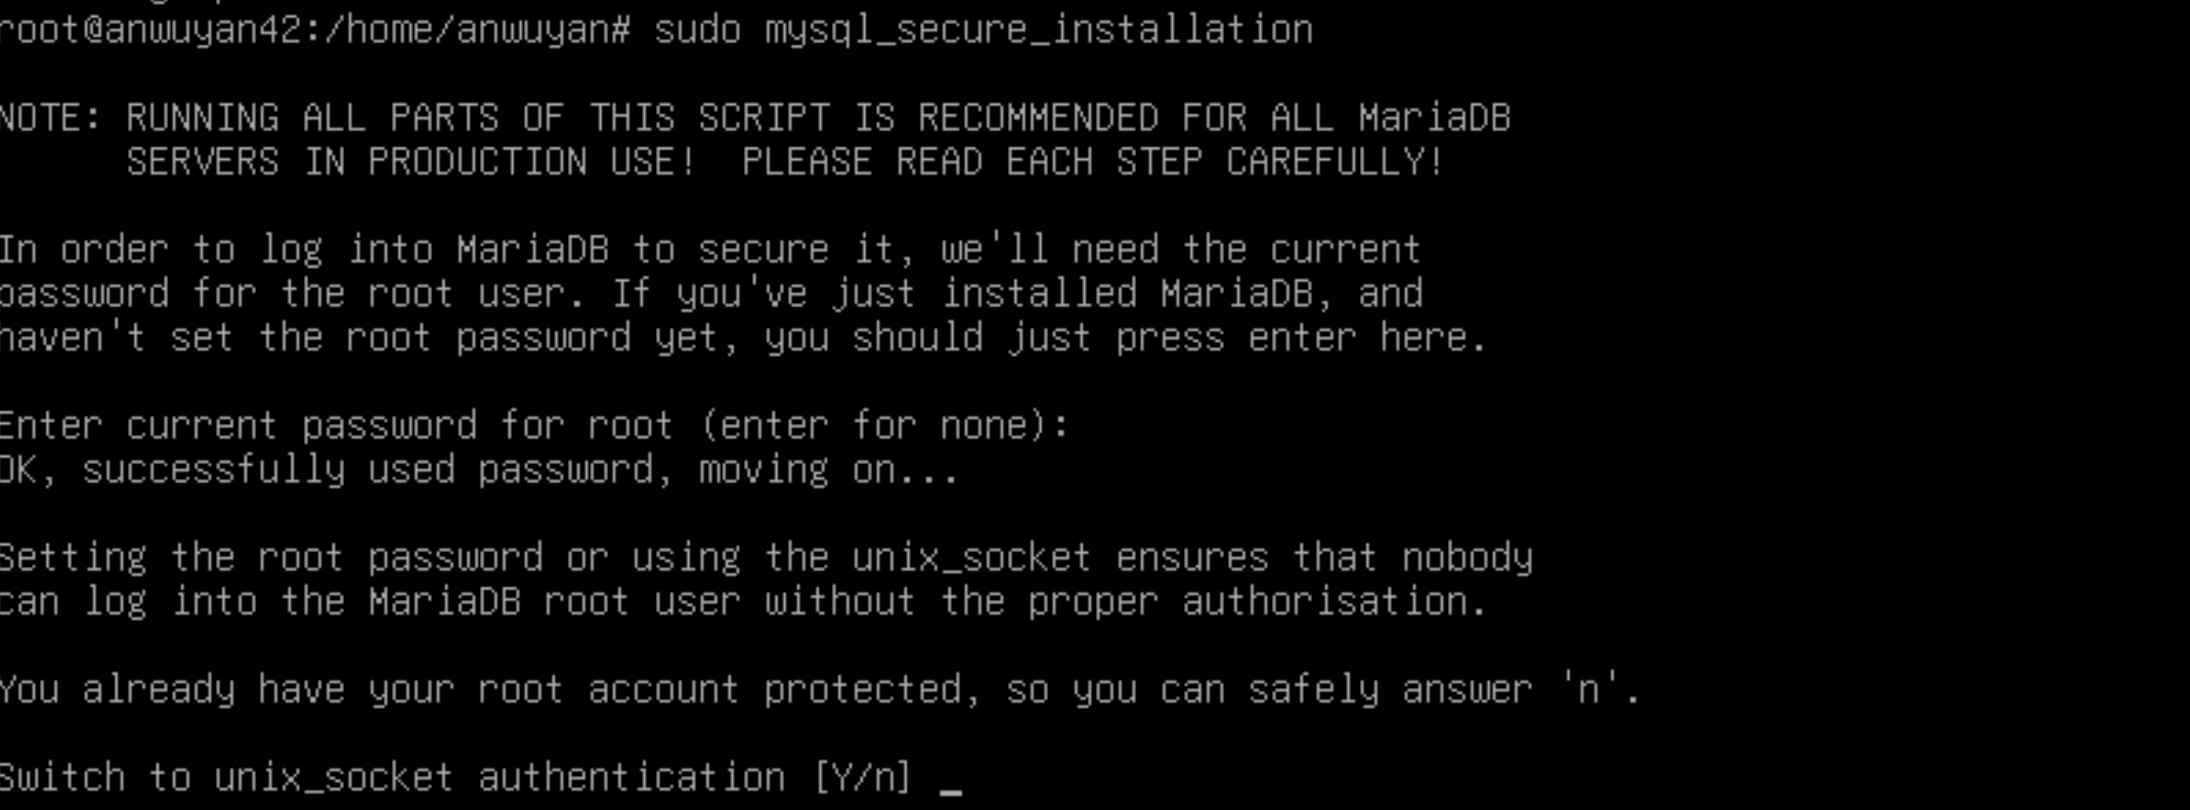 root@anwuyan42:/home/anwuyan# sudo mysql_secure_installation
NOTE: RUNNING ALL PARTS OF THIS SCRIPT IS RECOMMENDED FOR ALL MariaDB
SERVERS IN PRODUCTION USE!  PLEASE READ EACH STEP CAREFULLY!
In order to log into MariaDB to secure it, we'll need the current
password for the root user. If you've just installed MariaDB, and
haven't set the root password yet, you should just press enter here.
Enter current password for root (enter for none):
OK, successfully used password, moving on...
Setting the root password or using the unix_socket ensures that nobody
can log into the MariaDB root user without the proper authorisation.
You already have your root account protected, so you can safely answer 'n'.
Switch to unix_socket authentication [Y/n] _